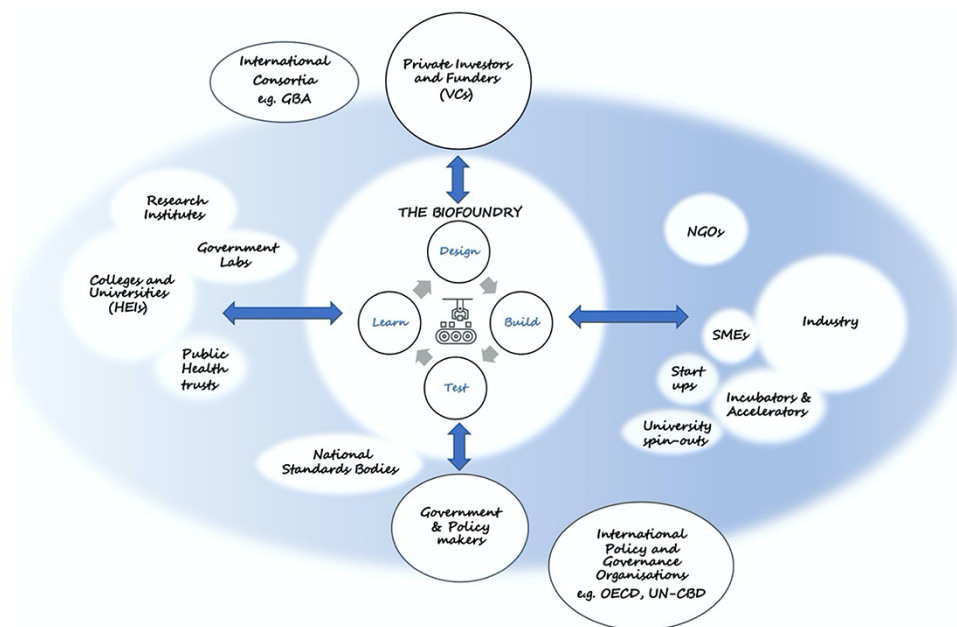 International
Consortia
e.g. GBA
Private Investors
and Funders
(VCs)
Research
Institutes
Government
Labs
Colleges and
Universities
(HEIs)
Public
Health
trusts
THE BIOFOUNDRY
Design
Learn
Build
Test
NGOs
Industry
SMEs
Start
ups
Incubators &
Accelerators
University
spin-outs
National
Standards Bodies
Government
& Policy
makers
International
Policy and
Governance
Organisations
e.g. OECD, UN-CBD